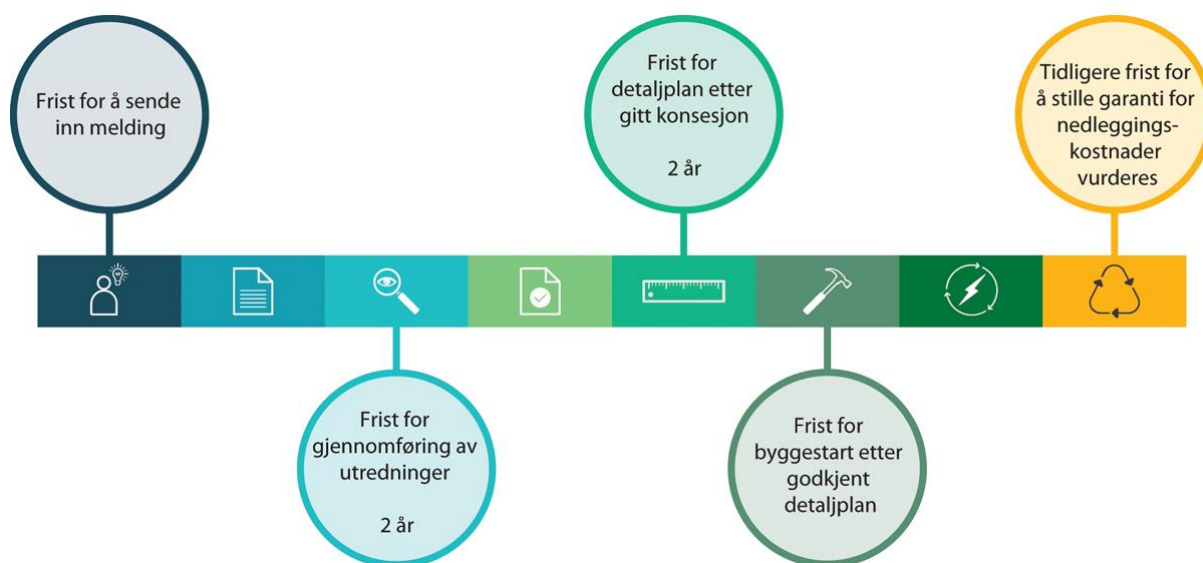 Frist for å sende
inn melding
Frist for
gjennomføring av
utredninger
2 år
Frist for
detaljplan etter
gitt konsesjon
2 år
Frist for
byggestart etter
godkjent
detaljplan
Tidligere frist for
å stille garanti for
nedleggings-
kostnader
vurderes